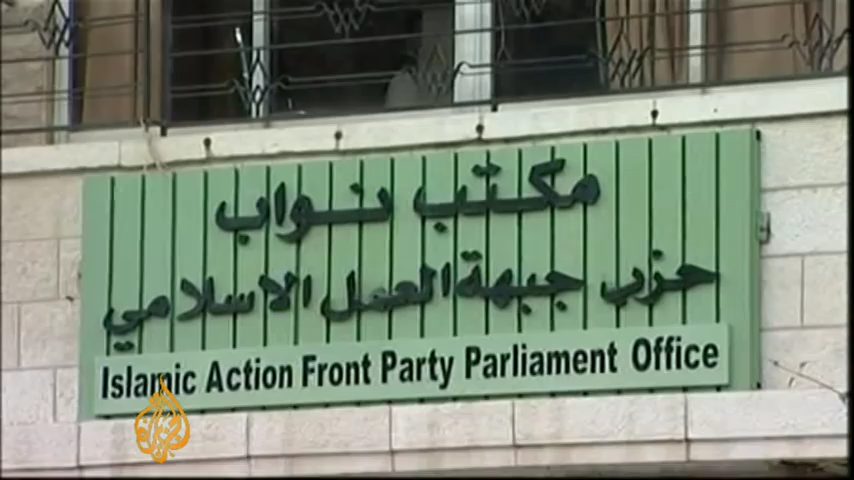 مكتب نواب
حزب جبهة العمل الاسلامي
Islamic Action Front Party Parliament Office